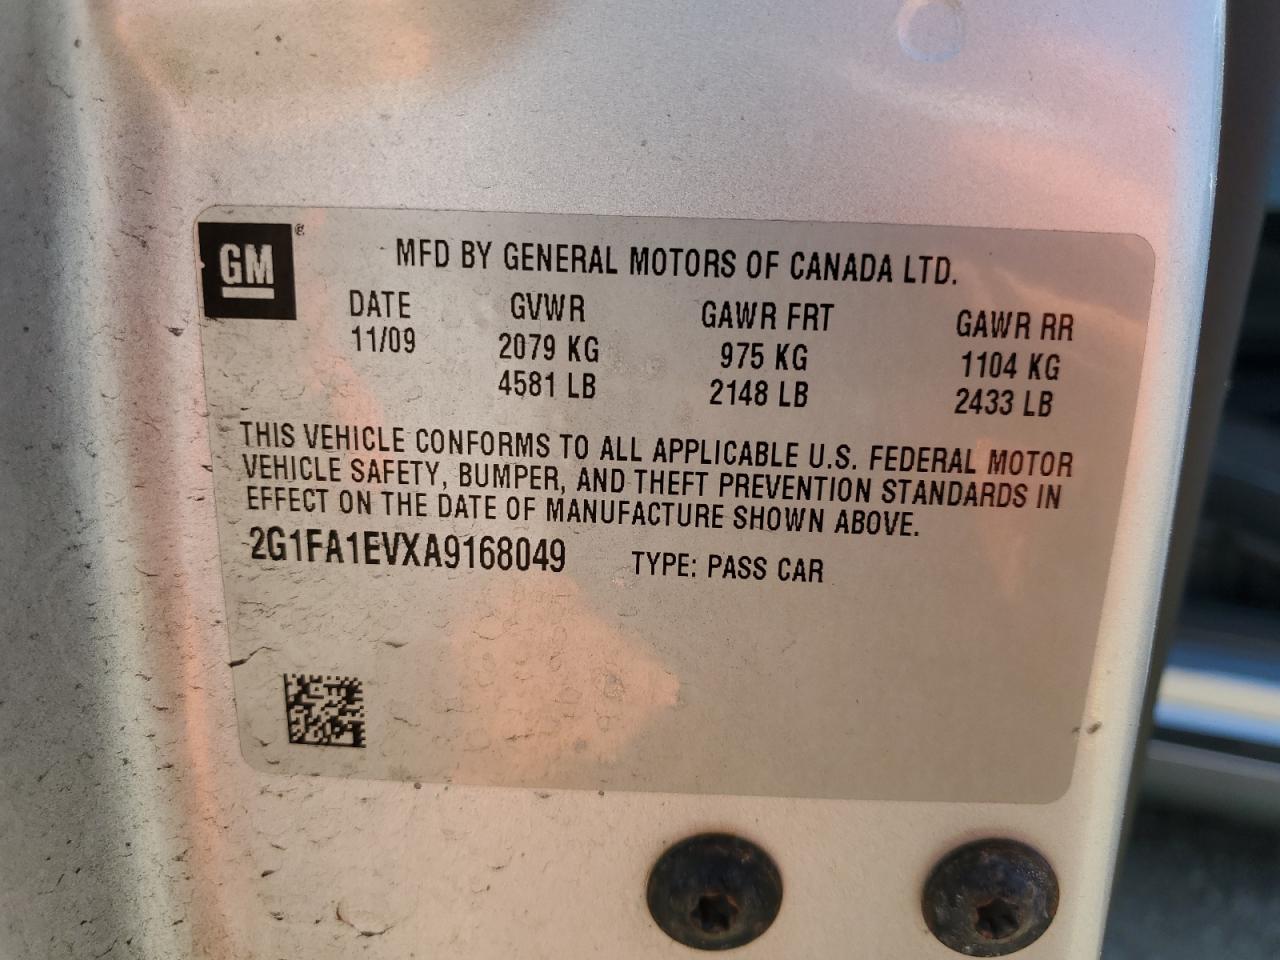 GM®
MFD BY GENERAL MOTORS OF CANADA LTD.
DATE GVWR GAWR FRT GAWR RR
11/09 2079 KG 975 KG 1104 KG
4581 LB 2148 LB 2433 LB
THIS VEHICLE CONFORMS TO ALL APPLICABLE U.S. FEDERAL MOTOR
VEHICLE SAFETY, BUMPER, AND THEFT PREVENTION STANDARDS IN
EFFECT ON THE DATE OF MANUFACTURE SHOWN ABOVE.
2G1FA1EVXA9168049 TYPE: PASS CAR